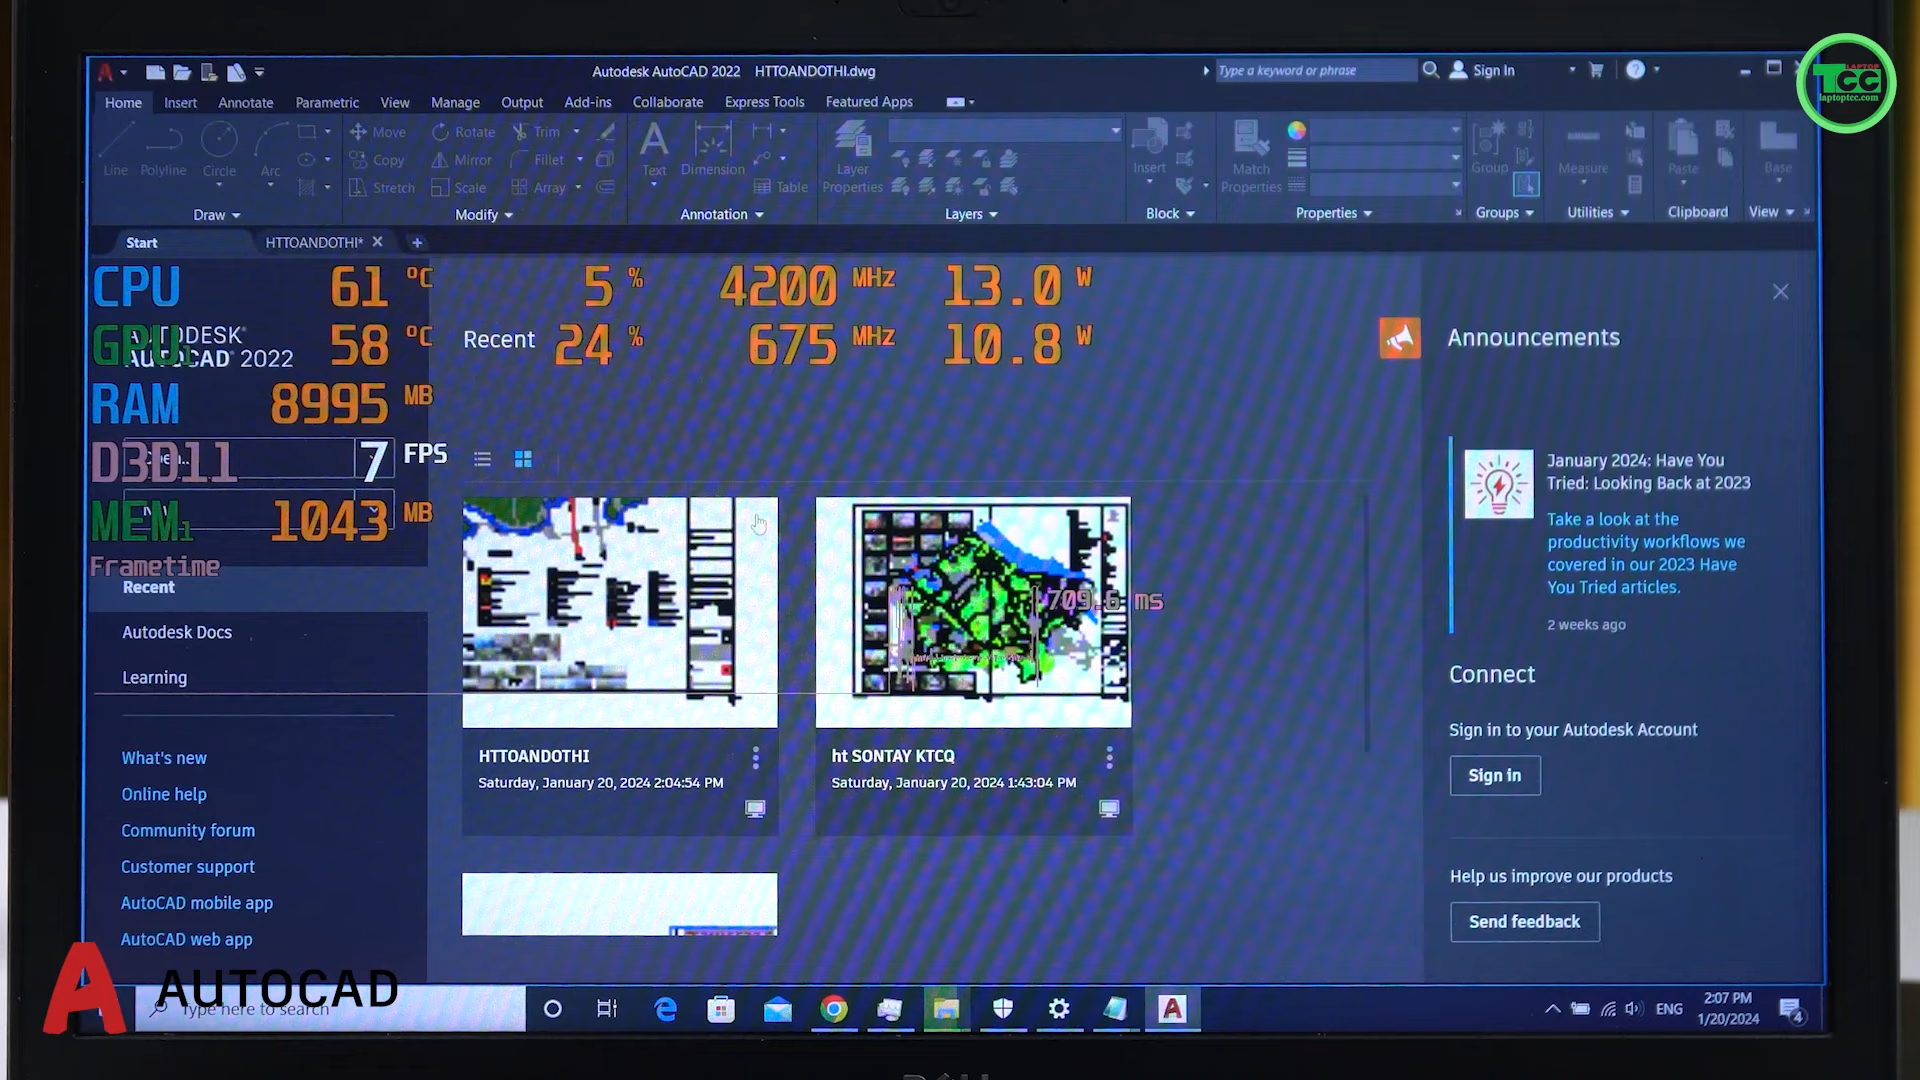 Autodesk AutoCAD 2022 HTTOANDOTHI.dwg
Type a keyword or phrase
Sign In
LAPTOP
TCC
laptoptcc.com
Home Insert Annotate Parametric View Manage Output Add-ins Collaborate Express Tools Featured Apps
Line Polyline Circle Arc
Move Rotate Trim
Copy Mirror Fillet
Stretch Scale Array
Text Dimension
Table
Layer
Properties
Insert
Match
Properties
Group
Measure
Paste
Base
Draw Modify Annotation Layers Block Properties Groups Utilities Clipboard View
Start HTTOANDOTHI*
CPU 61 °C 5 % 4200 MHz 13.0 W
GPU 58 °C 24 % 675 MHz 10.8 W
AUTODESK
AUTOCAD 2022
RAM 8995 MB
D3D11 7 FPS
MEM1 1043 MB
Frametime
709.6 ms
Recent
Autodesk Docs
Learning
What's new
Online help
Community forum
Customer support
AutoCAD mobile app
AutoCAD web app
Recent
HTTOANDOTHI
Saturday, January 20, 2024 2:04:54 PM
ht SONTAY KTCQ
Saturday, January 20, 2024 1:43:04 PM
Announcements
January 2024: Have You
Tried: Looking Back at 2023
Take a look at the
productivity workflows we
covered in our 2023 Have
You Tried articles.
2 weeks ago
Connect
Sign in to your Autodesk Account
Sign in
Help us improve our products
Send feedback
AUTOCAD
Type here to search
ENG
2:07 PM
1/20/2024
4